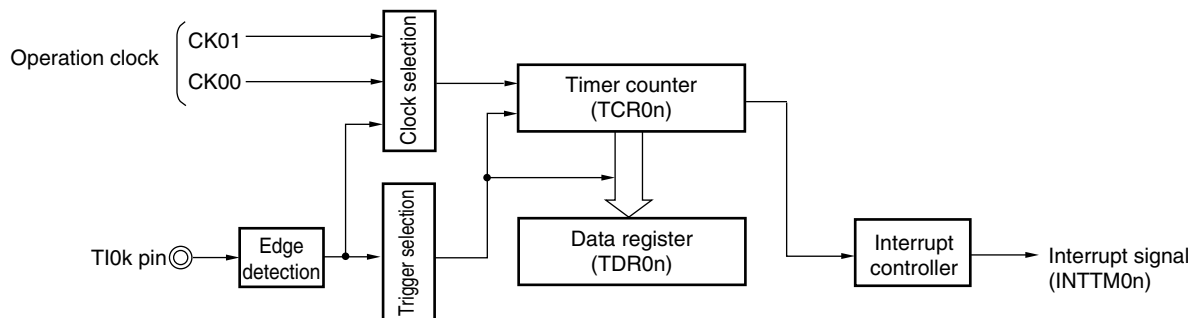 Operation clock
CK01
CK00
Clock selection
Timer counter
(TCR0n)
TI0k pin
Edge
detection
Trigger selection
Data register
(TDR0n)
Interrupt
controller
Interrupt signal
(INTTM0n)